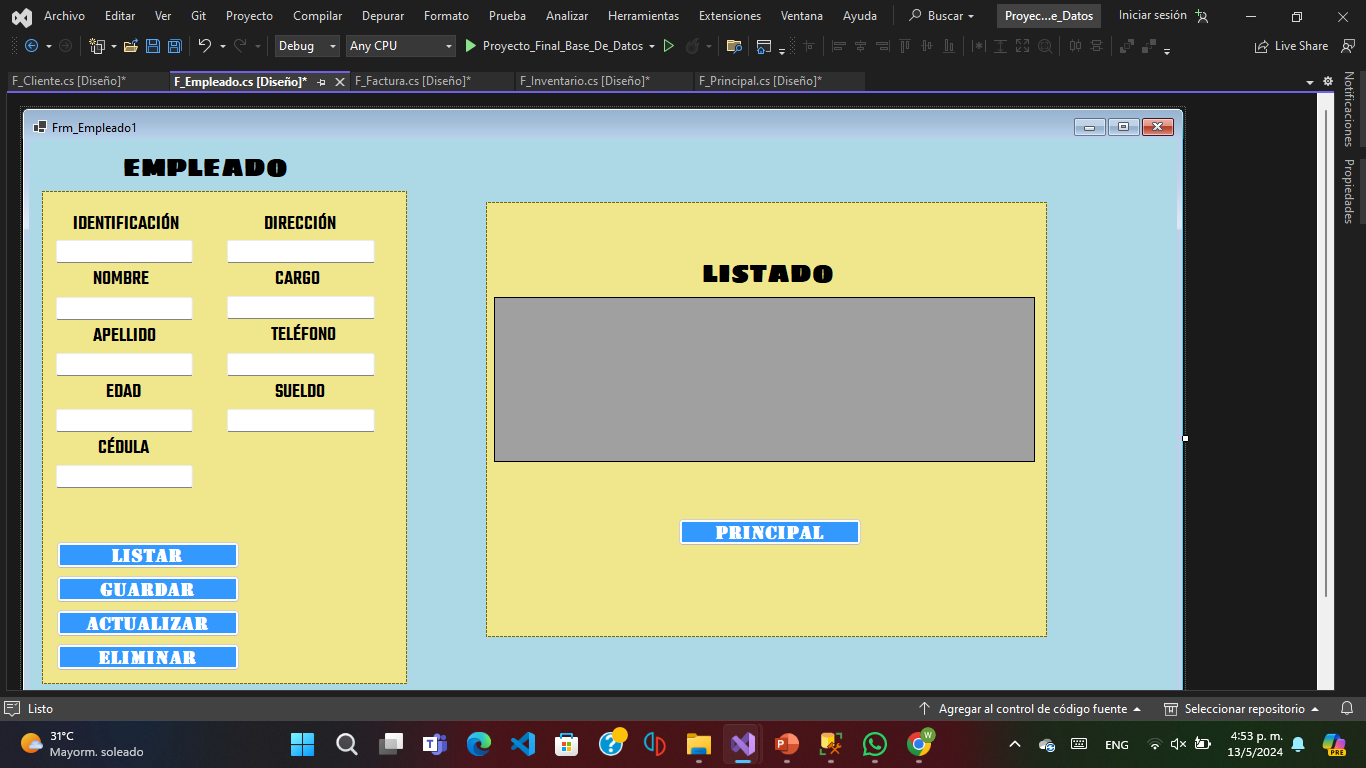 Archivo Editar Ver Git Proyecto Compilar Depurar Formato Prueba Analizar Herramientas Extensiones Ventana Ayuda Buscar Proyec...e_Datos Iniciar sesión
Debug Any CPU Proyecto_Final_Base_De_Datos Live Share
F_Cliente.cs [Diseño]* F_Empleado.cs [Diseño]* F_Factura.cs [Diseño]* F_Inventario.cs [Diseño]* F_Principal.cs [Diseño]*
Notificaciones
Propiedades
Frm_Empleado1
EMPLEADO
IDENTIFICACIÓN DIRECCIÓN
NOMBRE CARGO
APELLIDO TELÉFONO
EDAD SUELDO
CÉDULA
LISTAR
GUARDAR
ACTUALIZAR
ELIMINAR
LISTADO
PRINCIPAL
Listo Agregar al control de código fuente Seleccionar repositorio
31°C
Mayorm. soleado
W
ENG
4:53 p. m.
13/5/2024
PRE